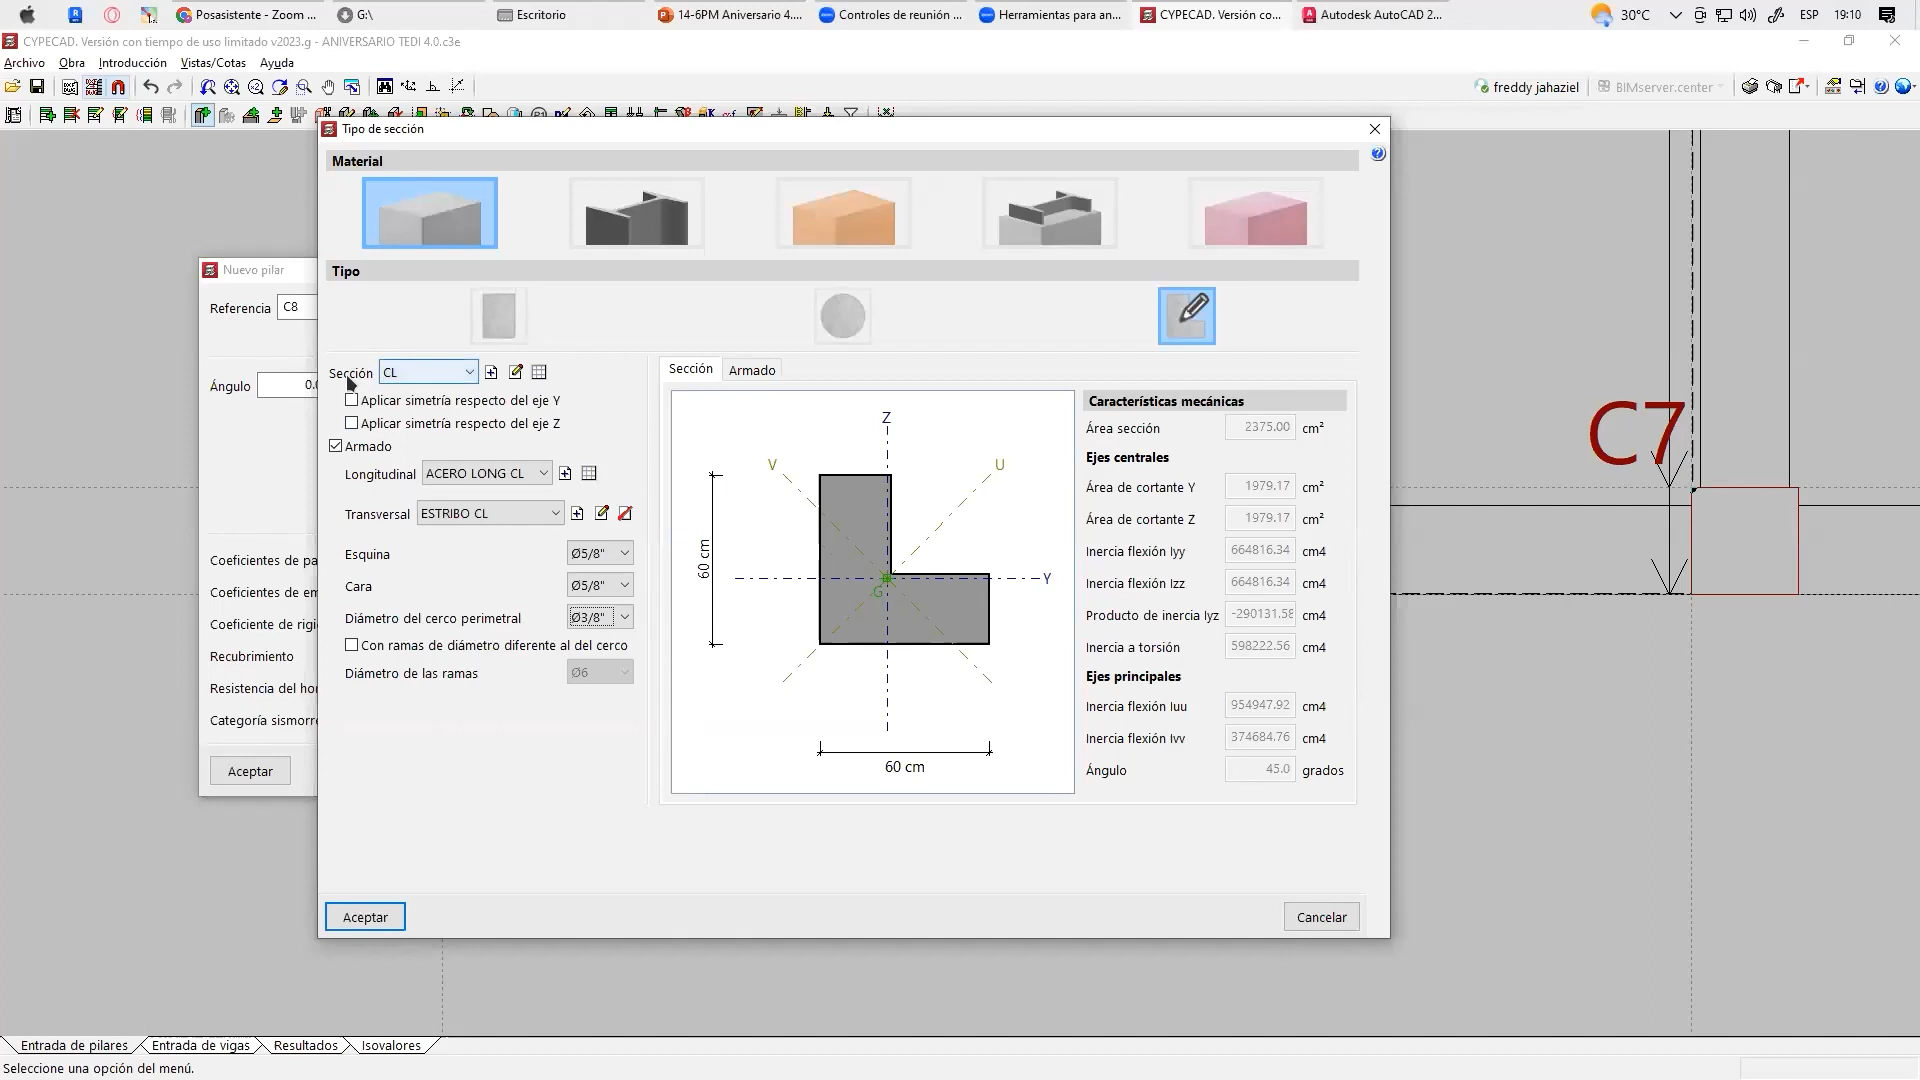 Posasistente - Zoom ...
G:\
Escritorio
14-6PM Aniversario 4....
Controles de reunión ...
Herramientas para an...
CYPECAD. Versión co...
Autodesk AutoCAD 2...
30°C
ESP
19:10
CYPECAD. Versión con tiempo de uso limitado v2023.g - ANIVERSARIO TEDI 4.0.c3e
Archivo Obra Introducción Vistas/Cotas Ayuda
freddy jahaziel
BIMserver.center
Tipo de sección
Material
Tipo
Nuevo pilar
Referencia C8
Ángulo 0.0
Coeficientes de pa
Coeficientes de em
Coeficiente de rigi
Recubrimiento
Resistencia del ho
Categoría sismorre
Aceptar
Sección CL
Aplicar simetría respecto del eje Y
Aplicar simetría respecto del eje Z
Armado
Longitudinal ACERO LONG CL
Transversal ESTRIBO CL
Esquina Ø5/8"
Cara Ø5/8"
Diámetro del cerco perimetral Ø3/8"
Con ramas de diámetro diferente al del cerco
Diámetro de las ramas Ø6
Sección Armado
Z
V
U
60 cm
Y
G
60 cm
Características mecánicas
Área sección 2375.00 cm²
Ejes centrales
Área de cortante Y 1979.17 cm²
Área de cortante Z 1979.17 cm²
Inercia flexión Iyy 664816.34 cm4
Inercia flexión Izz 664816.34 cm4
Producto de inercia Iyz -290131.58 cm4
Inercia a torsión 598222.56 cm4
Ejes principales
Inercia flexión Iuu 954947.92 cm4
Inercia flexión Ivv 374684.76 cm4
Ángulo 45.0 grados
Aceptar
Cancelar
C7
Entrada de pilares Entrada de vigas Resultados Isovalores
Seleccione una opción del menú.